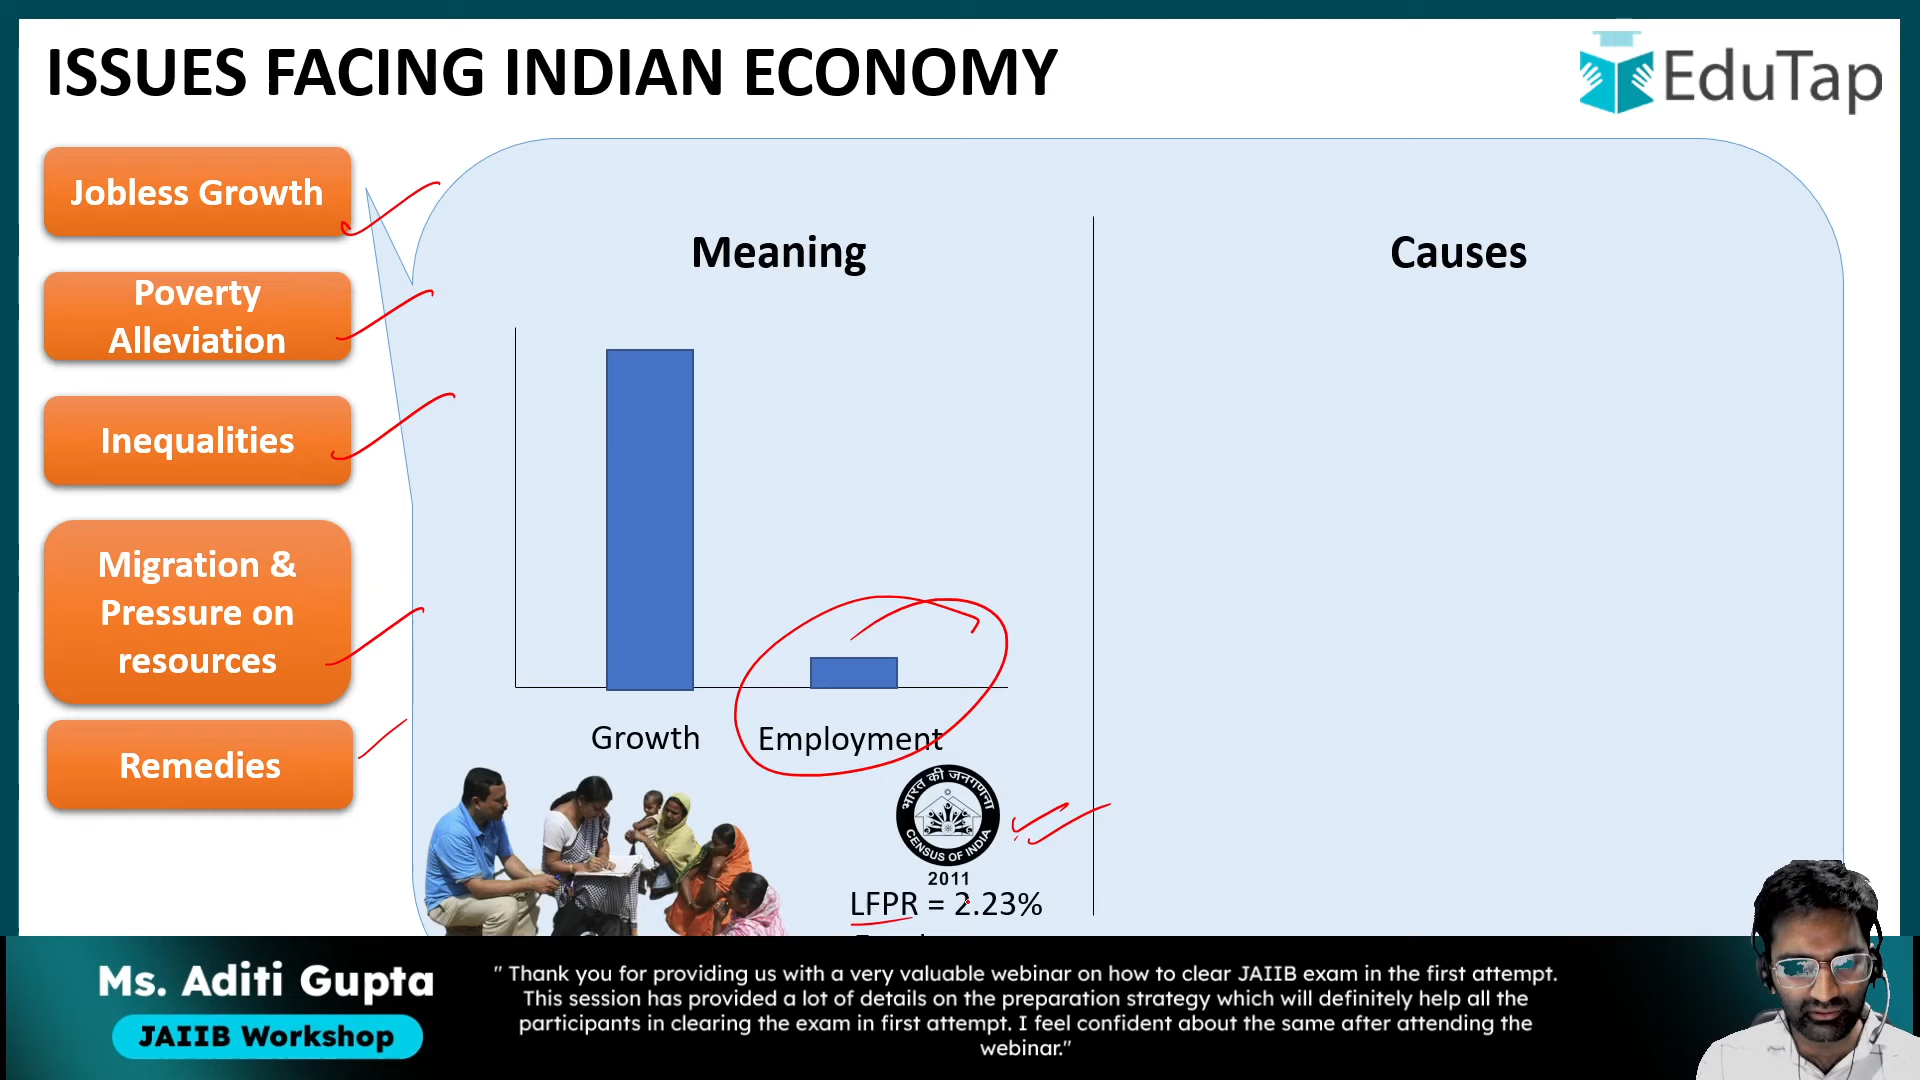 ISSUES FACING INDIAN ECONOMY
EduTap
Jobless Growth
Poverty
Alleviation
Inequalities
Migration &
Pressure on
resources
Remedies
Meaning
Causes
Growth
Employment
भारत की जनगणना
CENSUS OF INDIA
2011
LFPR = 2.23%
Ms. Aditi Gupta
JAIIB Workshop
" Thank you for providing us with a very valuable webinar on how to clear JAIIB exam in the first attempt.
This session has provided a lot of details on the preparation strategy which will definitely help all the
participants in clearing the exam in first attempt. I feel confident about the same after attending the
webinar."